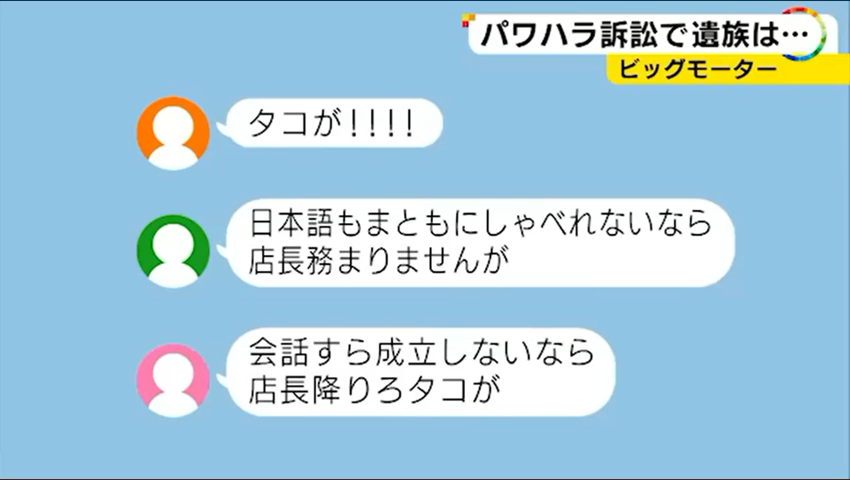 パワハラ訴訟で遺族は…
ビッグモーター
タコが!!!!
日本語もまともにしゃべれないなら
店長務まりませんが
会話すら成立しないなら
店長降りろタコが